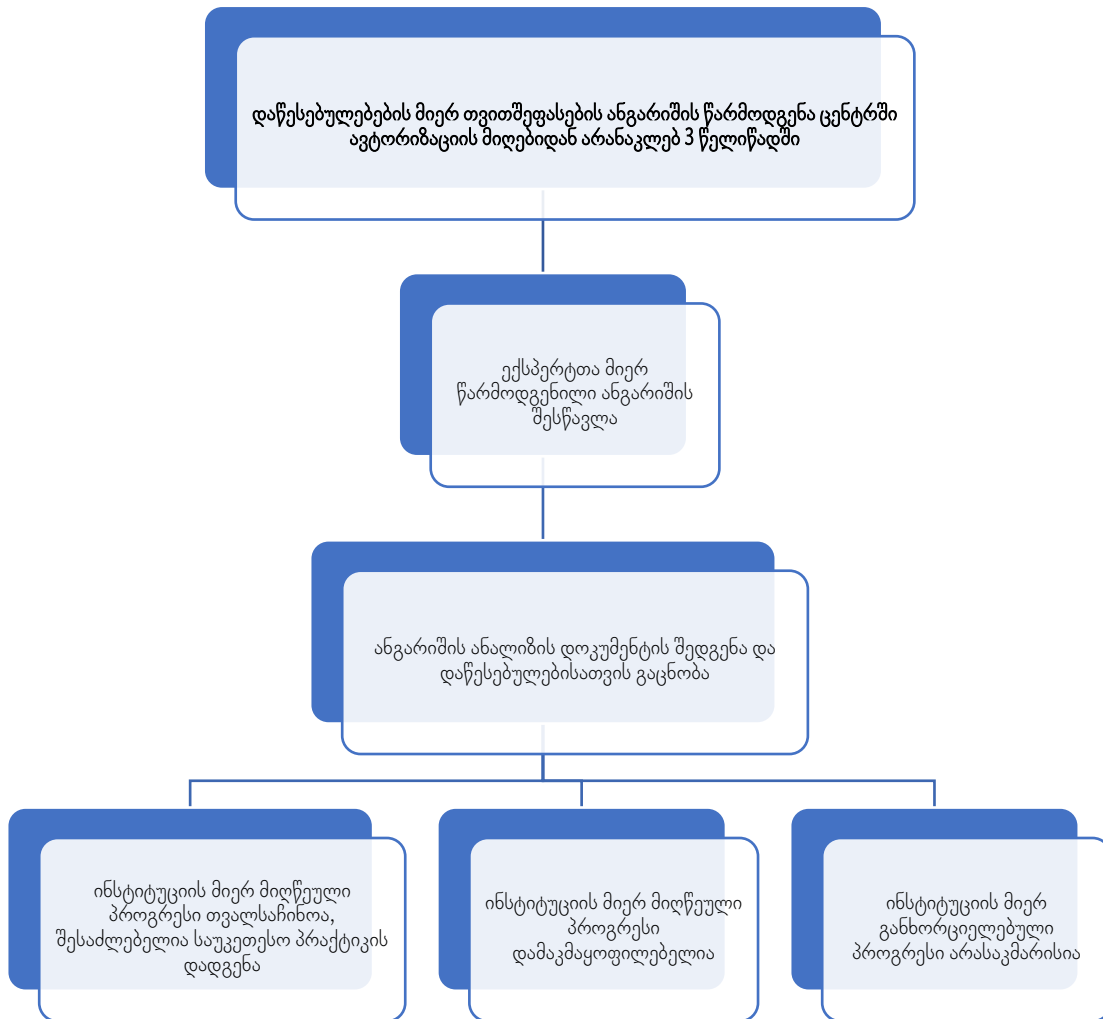 დაწესებულებების მიერ თვითშეფასების ანგარიშის წარმოდგენა ცენტრში
ავტორიზაციის მიღებიდან არანაკლებ 3 წელიწადში
ექსპერტთა მიერ
წარმოდგენილი ანგარიშის
შესწავლა
ანგარიშის ანალიზის დოკუმენტის შედგენა და
დაწესებულებისათვის გაცნობა
ინსტიტუციის მიერ მიღწეული
პროგრესი თვალსაჩინოა,
შესაძლებელია საუკეთესო პრაქტიკის
დადგენა
ინსტიტუციის მიერ მიღწეული
პროგრესი
დამაკმაყოფილებელია
ინსტიტუციის მიერ
განხორციელებული
პროგრესი არასაკმარისია